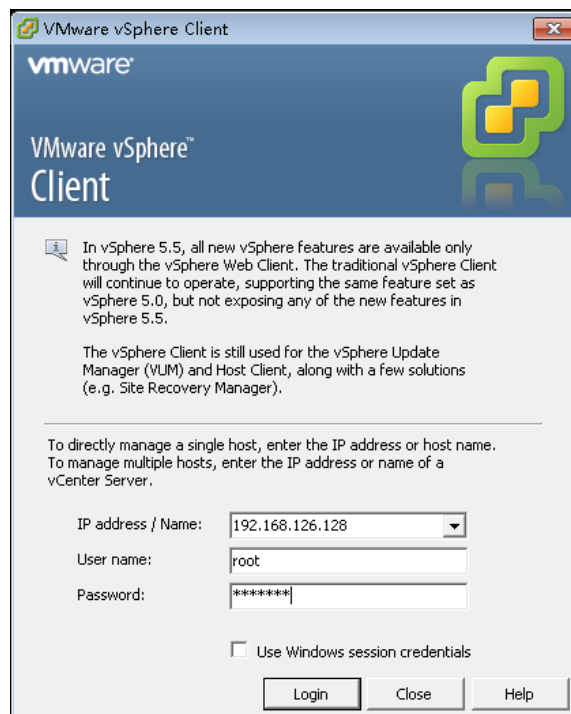 VMware vSphere Client
vmware®
VMware vSphere™
Client
In vSphere 5.5, all new vSphere features are available only
through the vSphere Web Client. The traditional vSphere Client
will continue to operate, supporting the same feature set as
vSphere 5.0, but not exposing any of the new features in
vSphere 5.5.
The vSphere Client is still used for the vSphere Update
Manager (VUM) and Host Client, along with a few solutions
(e.g. Site Recovery Manager).
To directly manage a single host, enter the IP address or host name.
To manage multiple hosts, enter the IP address or name of a
vCenter Server.
IP address / Name: 192.168.126.128
User name: root
Password: *******
Use Windows session credentials
Login Close Help